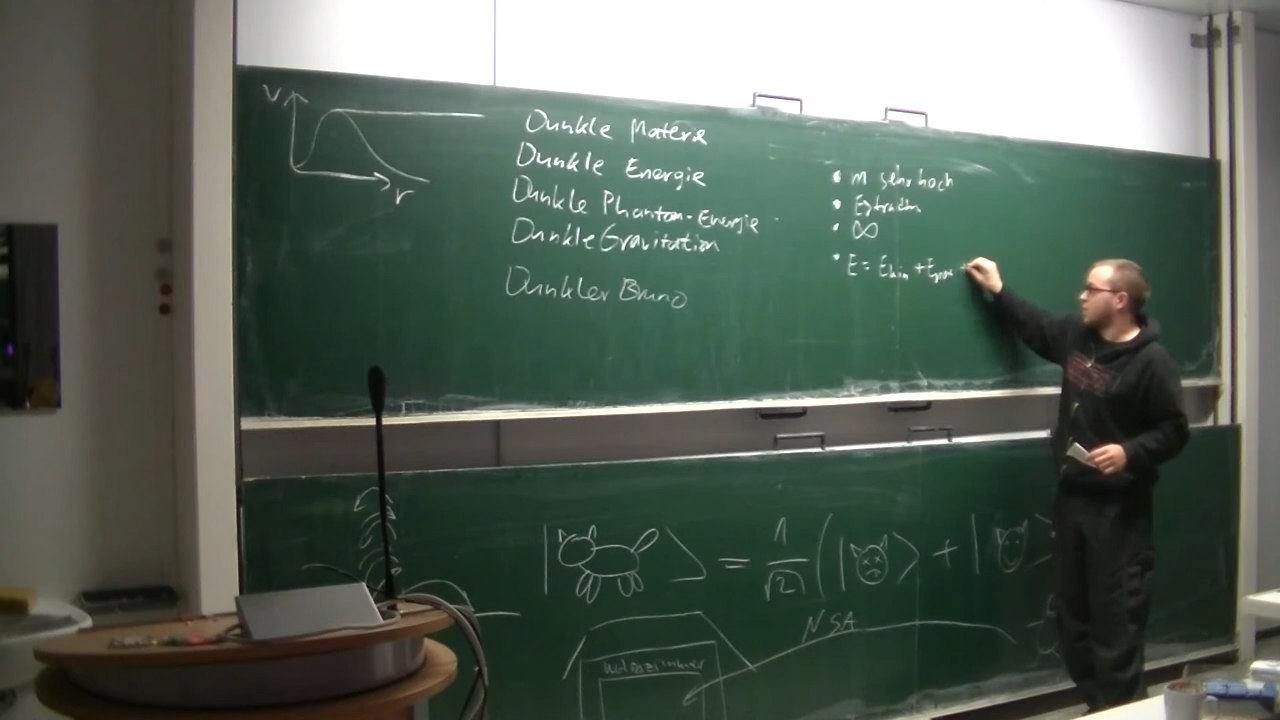 V
r
Dunkle Materie
Dunkle Energie
Dunkle Phantom-Energie
Dunkle Gravitation
Dunkler Bruno
• m sehr hoch
• Extradim
• ∞
• E = Ekin + Epot +
| ⟩ = 1/√2 (| ⟩ + | ⟩
NSA